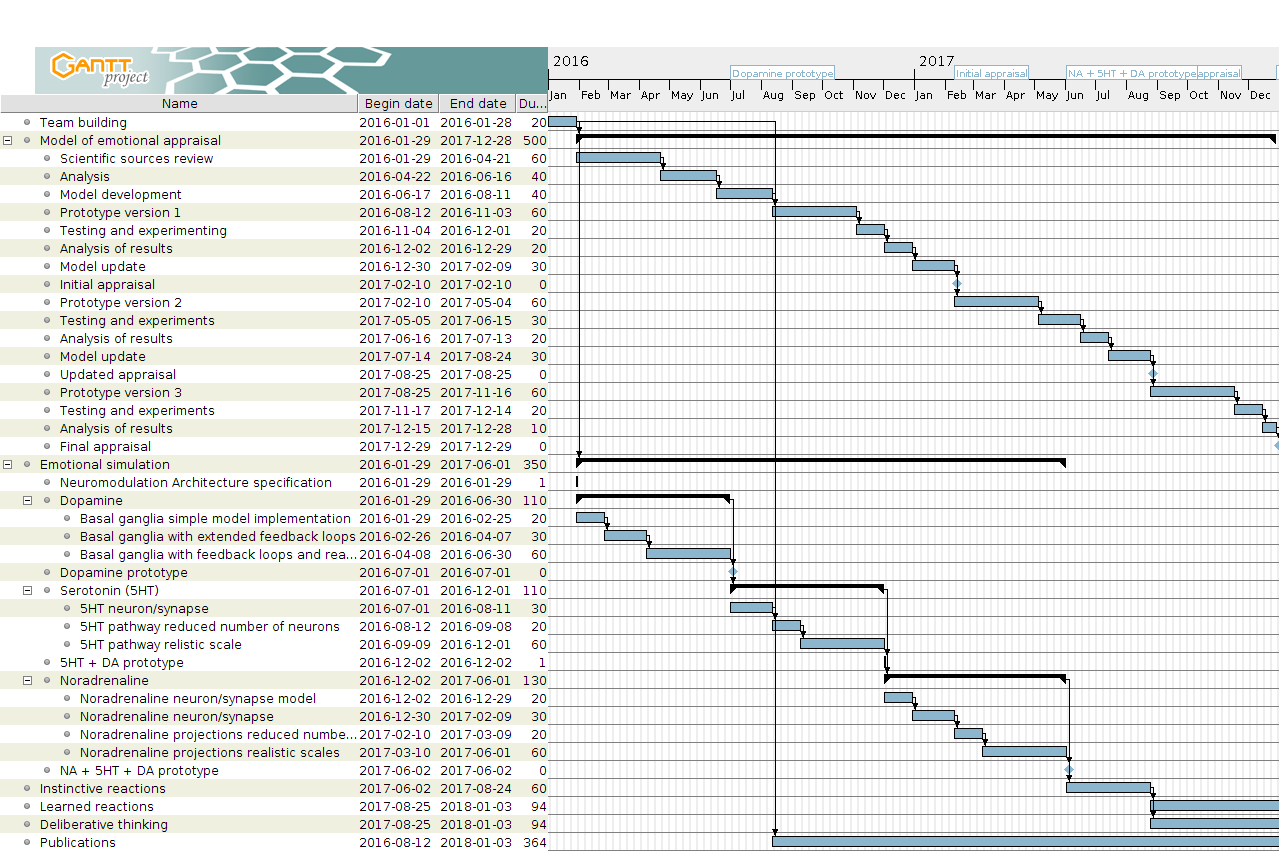 GANTT project
2016 2017
Dopamine prototype Initial appraisal NA + 5HT + DA prototype appraisal
Jan Feb Mar Apr May Jun Jul Aug Sep Oct Nov Dec Jan Feb Mar Apr May Jun Jul Aug Sep Oct Nov Dec
Name Begin date End date Du...
Team building 2016-01-01 2016-01-28 20
Model of emotional appraisal 2016-01-29 2017-12-28 500
Scientific sources review 2016-01-29 2016-04-21 60
Analysis 2016-04-22 2016-06-16 40
Model development 2016-06-17 2016-08-11 40
Prototype version 1 2016-08-12 2016-11-03 60
Testing and experimenting 2016-11-04 2016-12-01 20
Analysis of results 2016-12-02 2016-12-29 20
Model update 2016-12-30 2017-02-09 30
Initial appraisal 2017-02-10 2017-02-10 0
Prototype version 2 2017-02-10 2017-05-04 60
Testing and experiments 2017-05-05 2017-06-15 30
Analysis of results 2017-06-16 2017-07-13 20
Model update 2017-07-14 2017-08-24 30
Updated appraisal 2017-08-25 2017-08-25 0
Prototype version 3 2017-08-25 2017-11-16 60
Testing and experiments 2017-11-17 2017-12-14 20
Analysis of results 2017-12-15 2017-12-28 10
Final appraisal 2017-12-29 2017-12-29 0
Emotional simulation 2016-01-29 2017-06-01 350
Neuromodulation Architecture specification 2016-01-29 2016-01-29 1
Dopamine 2016-01-29 2016-06-30 110
Basal ganglia simple model implementation 2016-01-29 2016-02-25 20
Basal ganglia with extended feedback loops 2016-02-26 2016-04-07 30
Basal ganglia with feedback loops and rea... 2016-04-08 2016-06-30 60
Dopamine prototype 2016-07-01 2016-07-01 0
Serotonin (5HT) 2016-07-01 2016-12-01 110
5HT neuron/synapse 2016-07-01 2016-08-11 30
5HT pathway reduced number of neurons 2016-08-12 2016-09-08 20
5HT pathway relistic scale 2016-09-09 2016-12-01 60
5HT + DA prototype 2016-12-02 2016-12-02 1
Noradrenaline 2016-12-02 2017-06-01 130
Noradrenaline neuron/synapse model 2016-12-02 2016-12-29 20
Noradrenaline neuron/synapse 2016-12-30 2017-02-09 30
Noradrenaline projections reduced numbe... 2017-02-10 2017-03-09 20
Noradrenaline projections realistic scales 2017-03-10 2017-06-01 60
NA + 5HT + DA prototype 2017-06-02 2017-06-02 0
Instinctive reactions 2017-06-02 2017-08-24 60
Learned reactions 2017-08-25 2018-01-03 94
Deliberative thinking 2017-08-25 2018-01-03 94
Publications 2016-08-12 2018-01-03 364